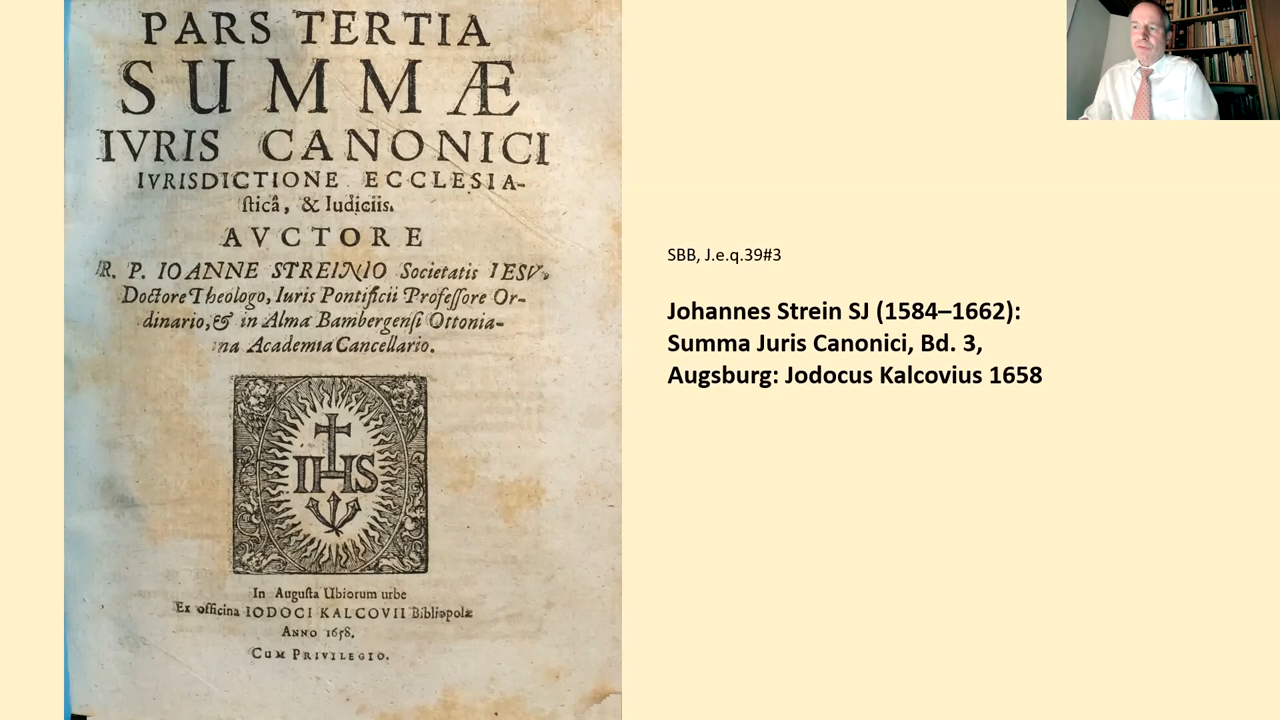 PARS TERTIA
SUMMÆ
IVRIS CANONICI
IVRISDICTIONE ECCLESIA-
ſticâ, & Iudiciis.
AVCTORE
R. P. IOANNE STREINIO Societatis IESV,
Doctore Theologo, Iuris Pontificii Profeſſore Or-
dinario, & in Alma Bambergenſi Ottonia-
na Academia Cancellario.
IHS
In Auguſta Ubiorum urbe
Ex officina IODOCI KALCOVII Bibliopolæ
ANNO 1658.
CUM PRIVILEGIO.
SBB, J.e.q.39#3
Johannes Strein SJ (1584–1662):
Summa Juris Canonici, Bd. 3,
Augsburg: Jodocus Kalcovius 1658